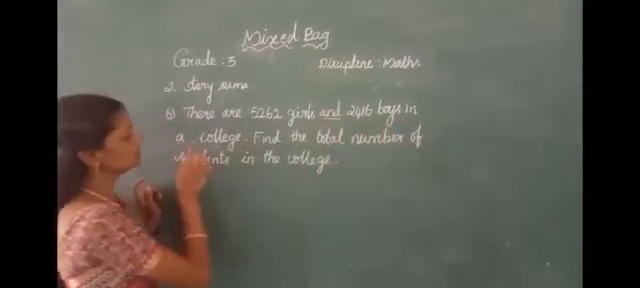 Mixed Bag
Grade : 3 Discipline : Maths.
2. Story sums
b) There are 5262 girls and 2416 boys in
a college. Find the total number of
students in the college.